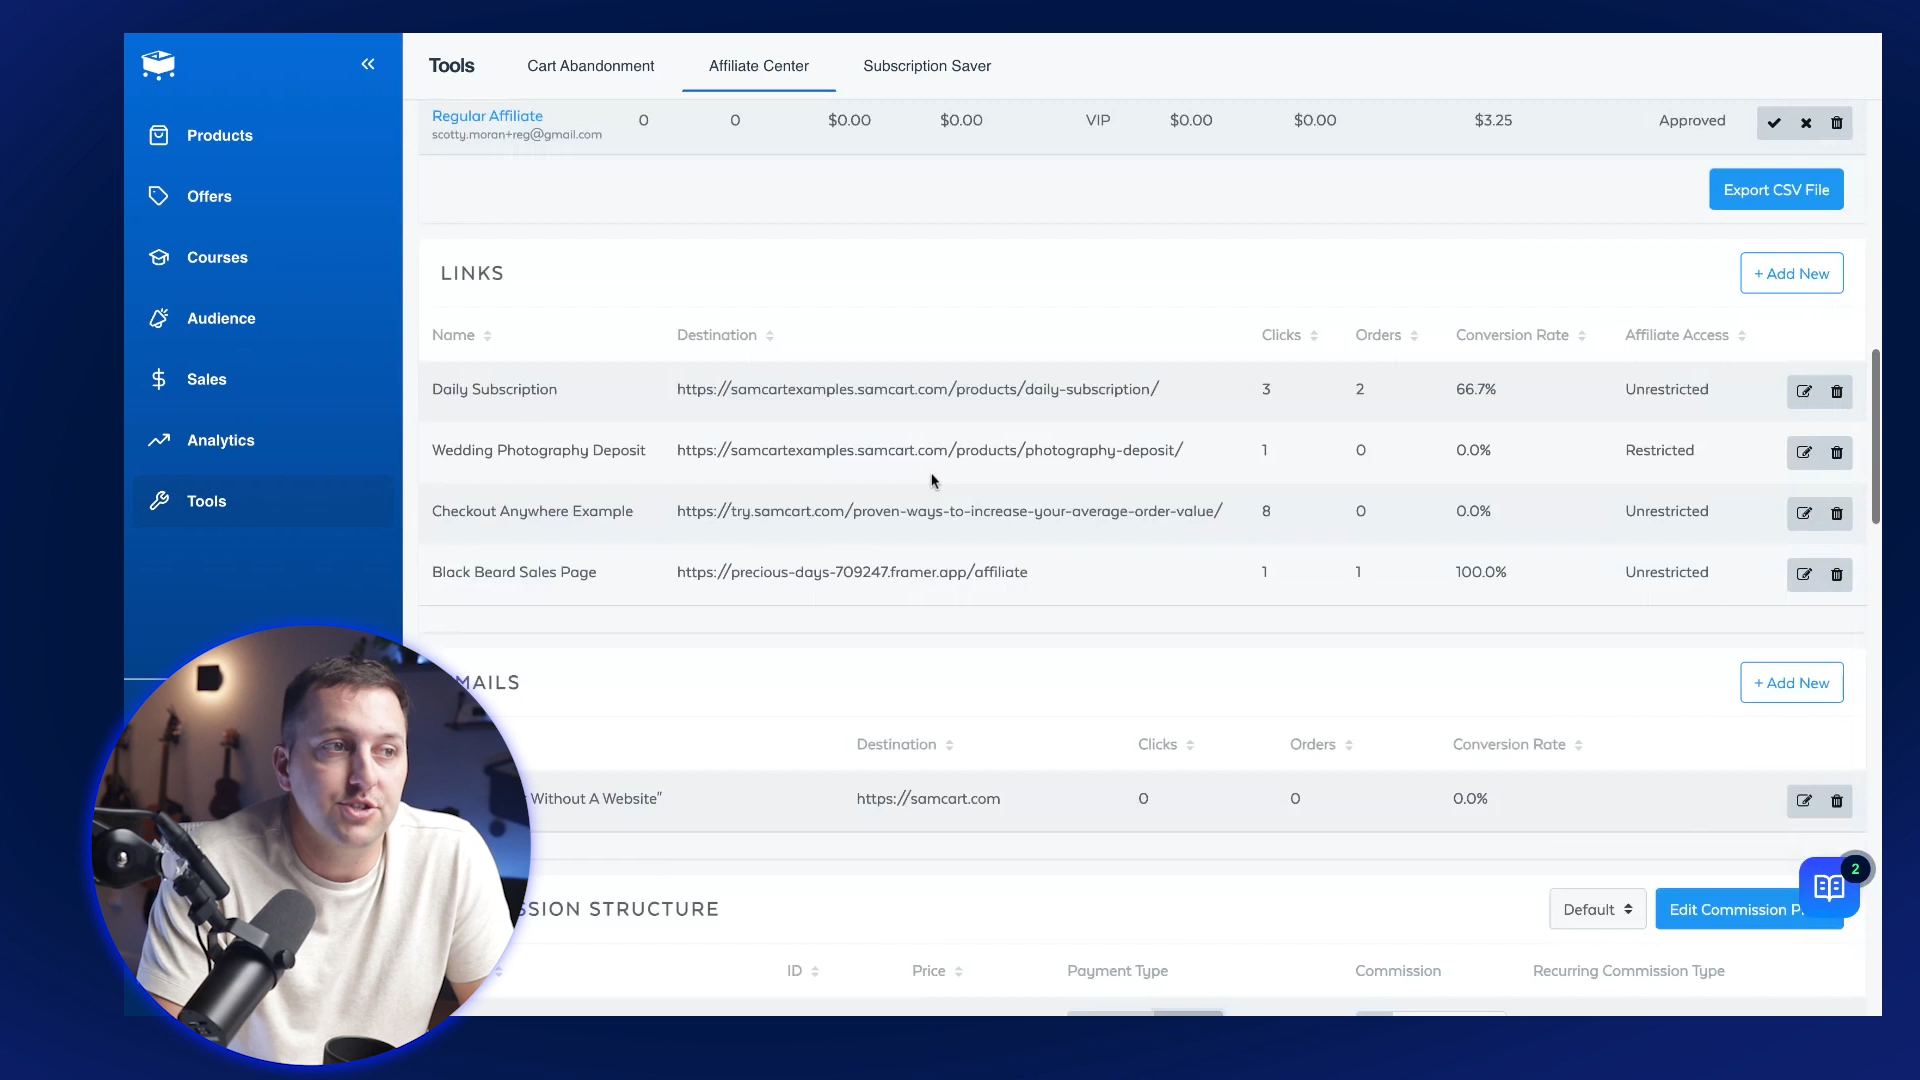 Tools Cart Abandonment Affiliate Center Subscription Saver
Products
Offers
Courses
Audience
Sales
Analytics
Tools
Regular Affiliate 0 0 $0.00 $0.00 VIP $0.00 $0.00 $3.25 Approved
scotty.moran+reg@gmail.com
Export CSV File
LINKS + Add New
Name Destination Clicks Orders Conversion Rate Affiliate Access
Daily Subscription https://samcartexamples.samcart.com/products/daily-subscription/ 3 2 66.7% Unrestricted
Wedding Photography Deposit https://samcartexamples.samcart.com/products/photography-deposit/ 1 0 0.0% Restricted
Checkout Anywhere Example https://try.samcart.com/proven-ways-to-increase-your-average-order-value/ 8 0 0.0% Unrestricted
Black Beard Sales Page https://precious-days-709247.framer.app/affiliate 1 1 100.0% Unrestricted
MAILS + Add New
Destination Clicks Orders Conversion Rate
Without A Website" https://samcart.com 0 0 0.0%
2
SSION STRUCTURE Default Edit Commission P
ID Price Payment Type Commission Recurring Commission Type